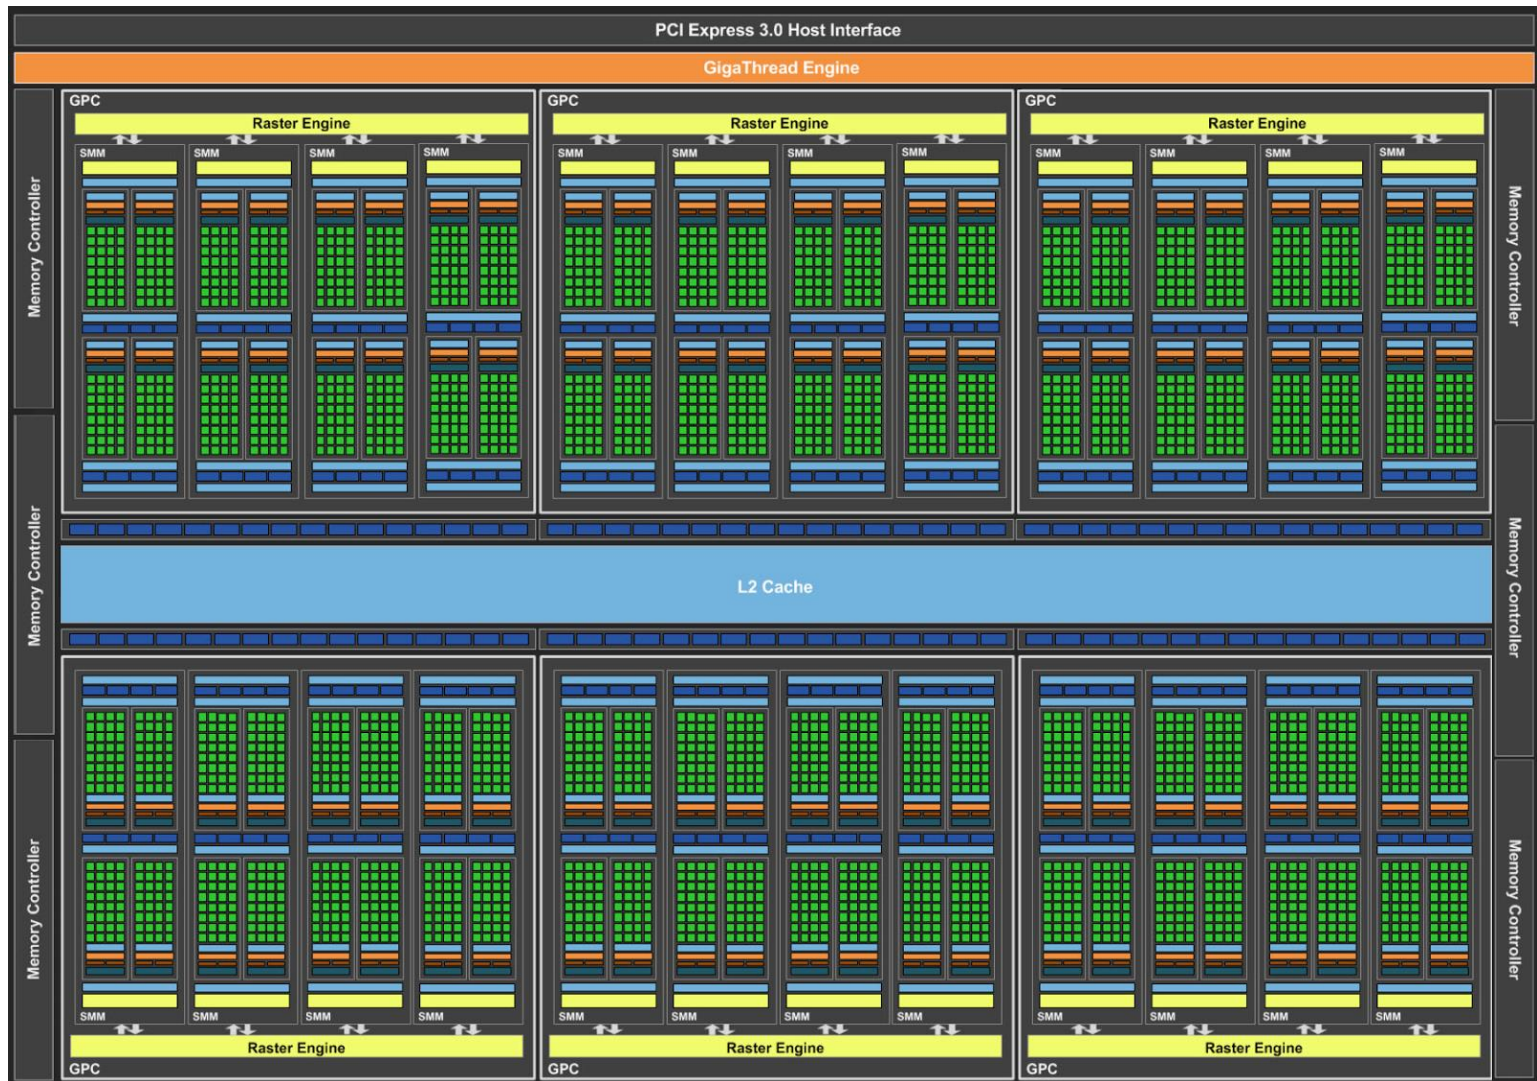 PCI Express 3.0 Host Interface
GigaThread Engine
GPC
GPC
GPC
Raster Engine
Raster Engine
Raster Engine
SMM
SMM
SMM
SMM
SMM
SMM
SMM
SMM
SMM
SMM
SMM
SMM
Memory Controller
Memory Controller
Memory Controller
Memory Controller
L2 Cache
Memory Controller
Memory Controller
SMM
SMM
SMM
SMM
SMM
SMM
SMM
SMM
SMM
SMM
SMM
SMM
Raster Engine
Raster Engine
Raster Engine
GPC
GPC
GPC